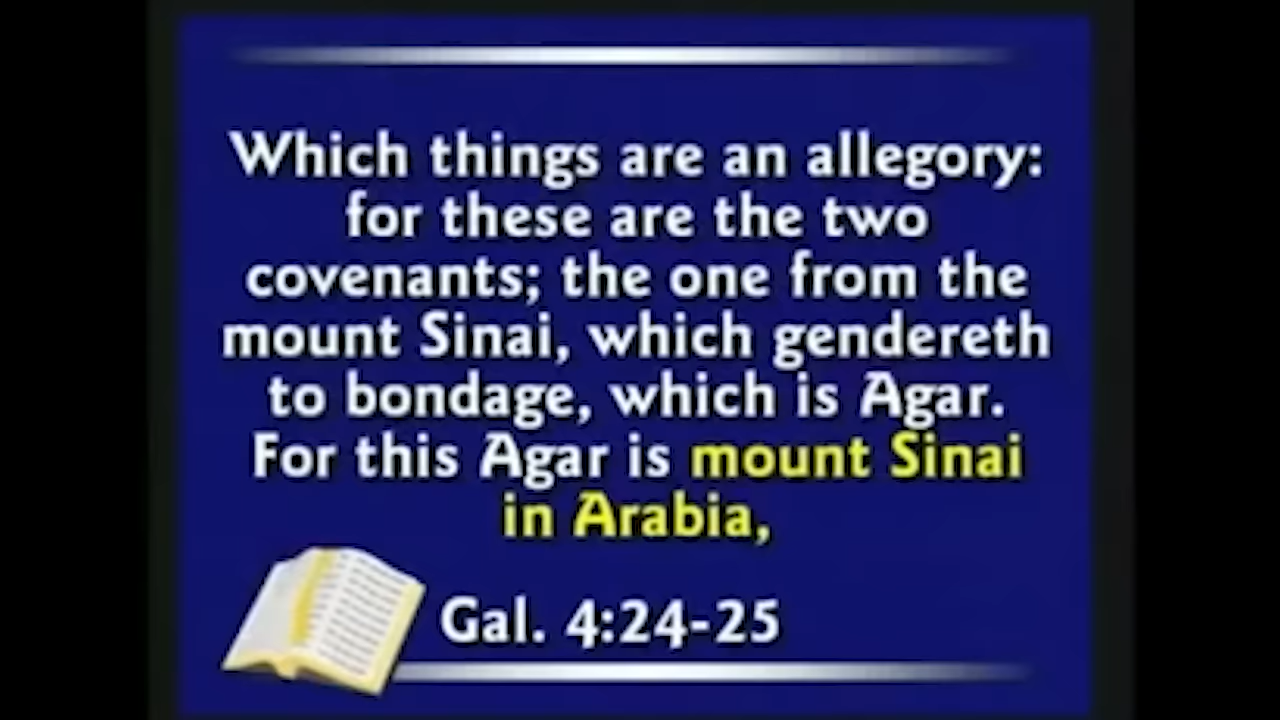 Which things are an allegory:
for these are the two
covenants; the one from the
mount Sinai, which gendereth
to bondage, which is Agar.
For this Agar is mount Sinai
in Arabia,
Gal. 4:24-25